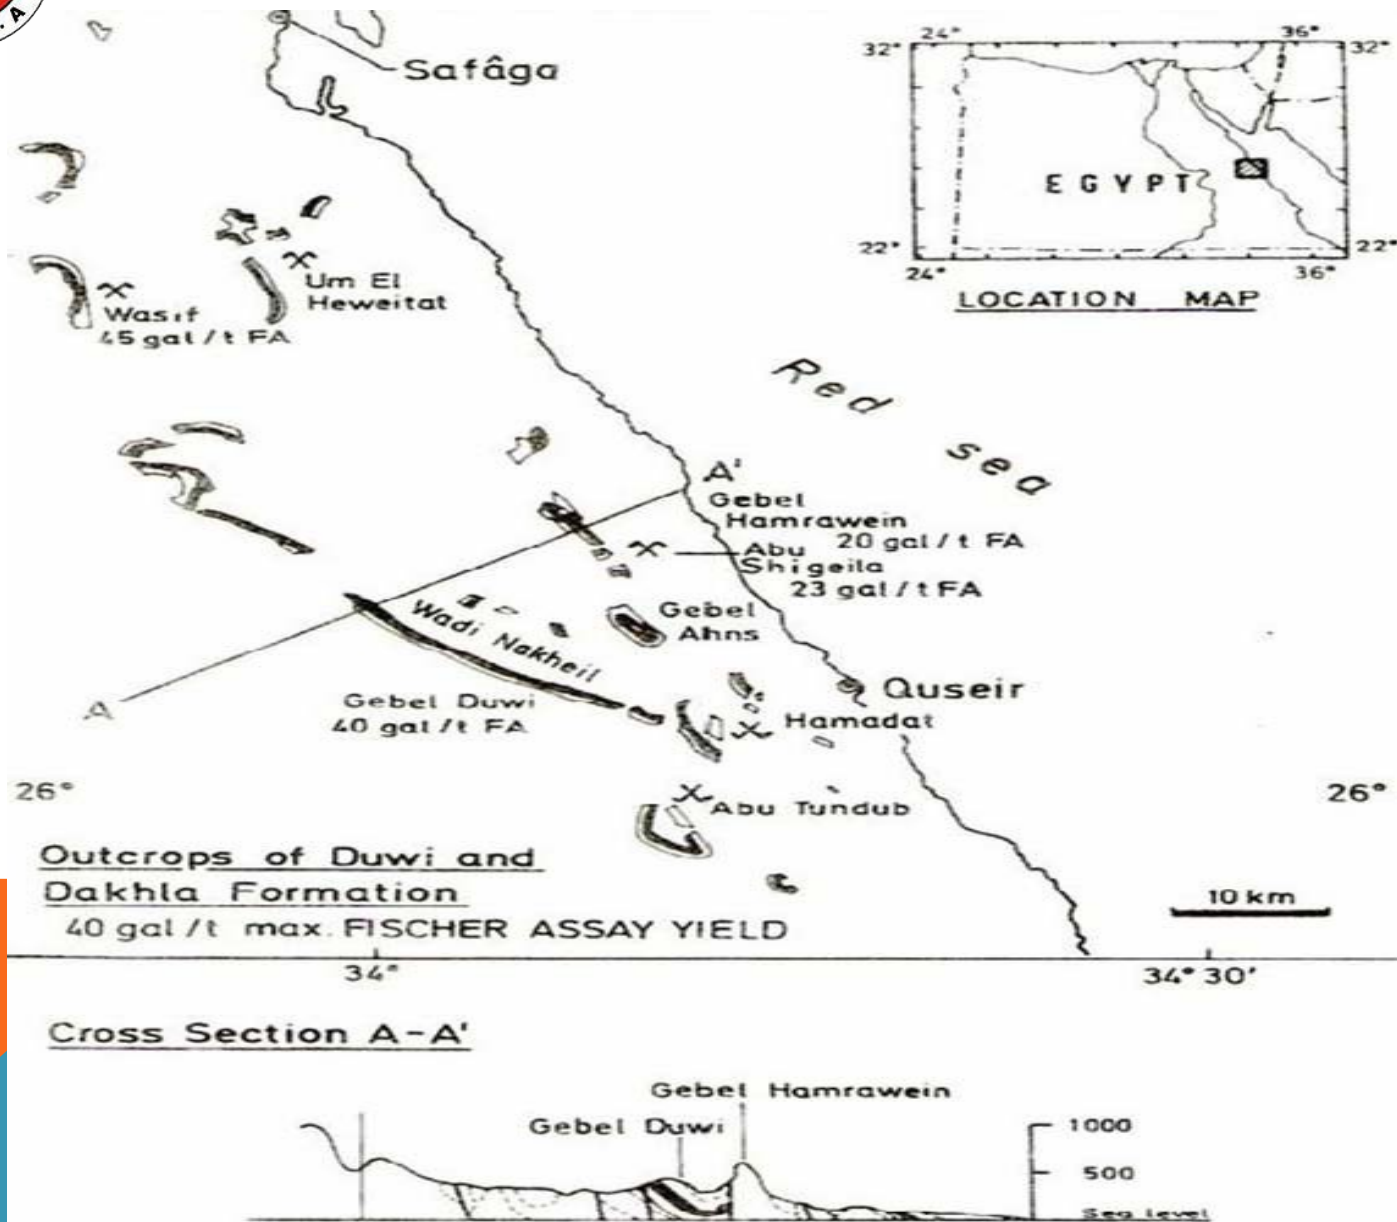 . A
Safâga
24° 36°
32° 32°
EGYPT
22° 22°
24° 36°
LOCATION MAP
Um El
Heweitat
Wasif
45 gal / t FA
Red sea
A'
Gebel
Hamrawein
20 gal / t FA
Abu
Shigeila
23 gal / t FA
Gebel
Ahns
Wadi Nakheil
Quseir
A
Gebel Duwi
40 gal / t FA
Hamadat
26° 26°
Abu Tundub
Outcrops of Duwi and
Dakhla Formation
40 gal / t max. FISCHER ASSAY YIELD
10 km
34° 34° 30'
Cross Section A-A'
Gebel Hamrawein
Gebel Duwi
1000
500
Sea level